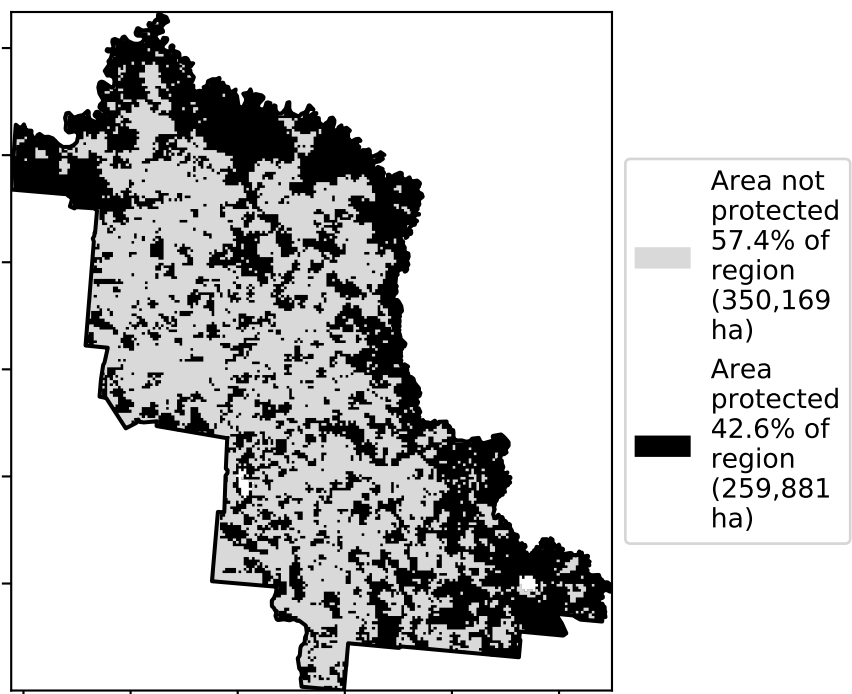 Area not
protected
57.4% of
region
(350,169
ha)
Area
protected
42.6% of
region
(259,881
ha)